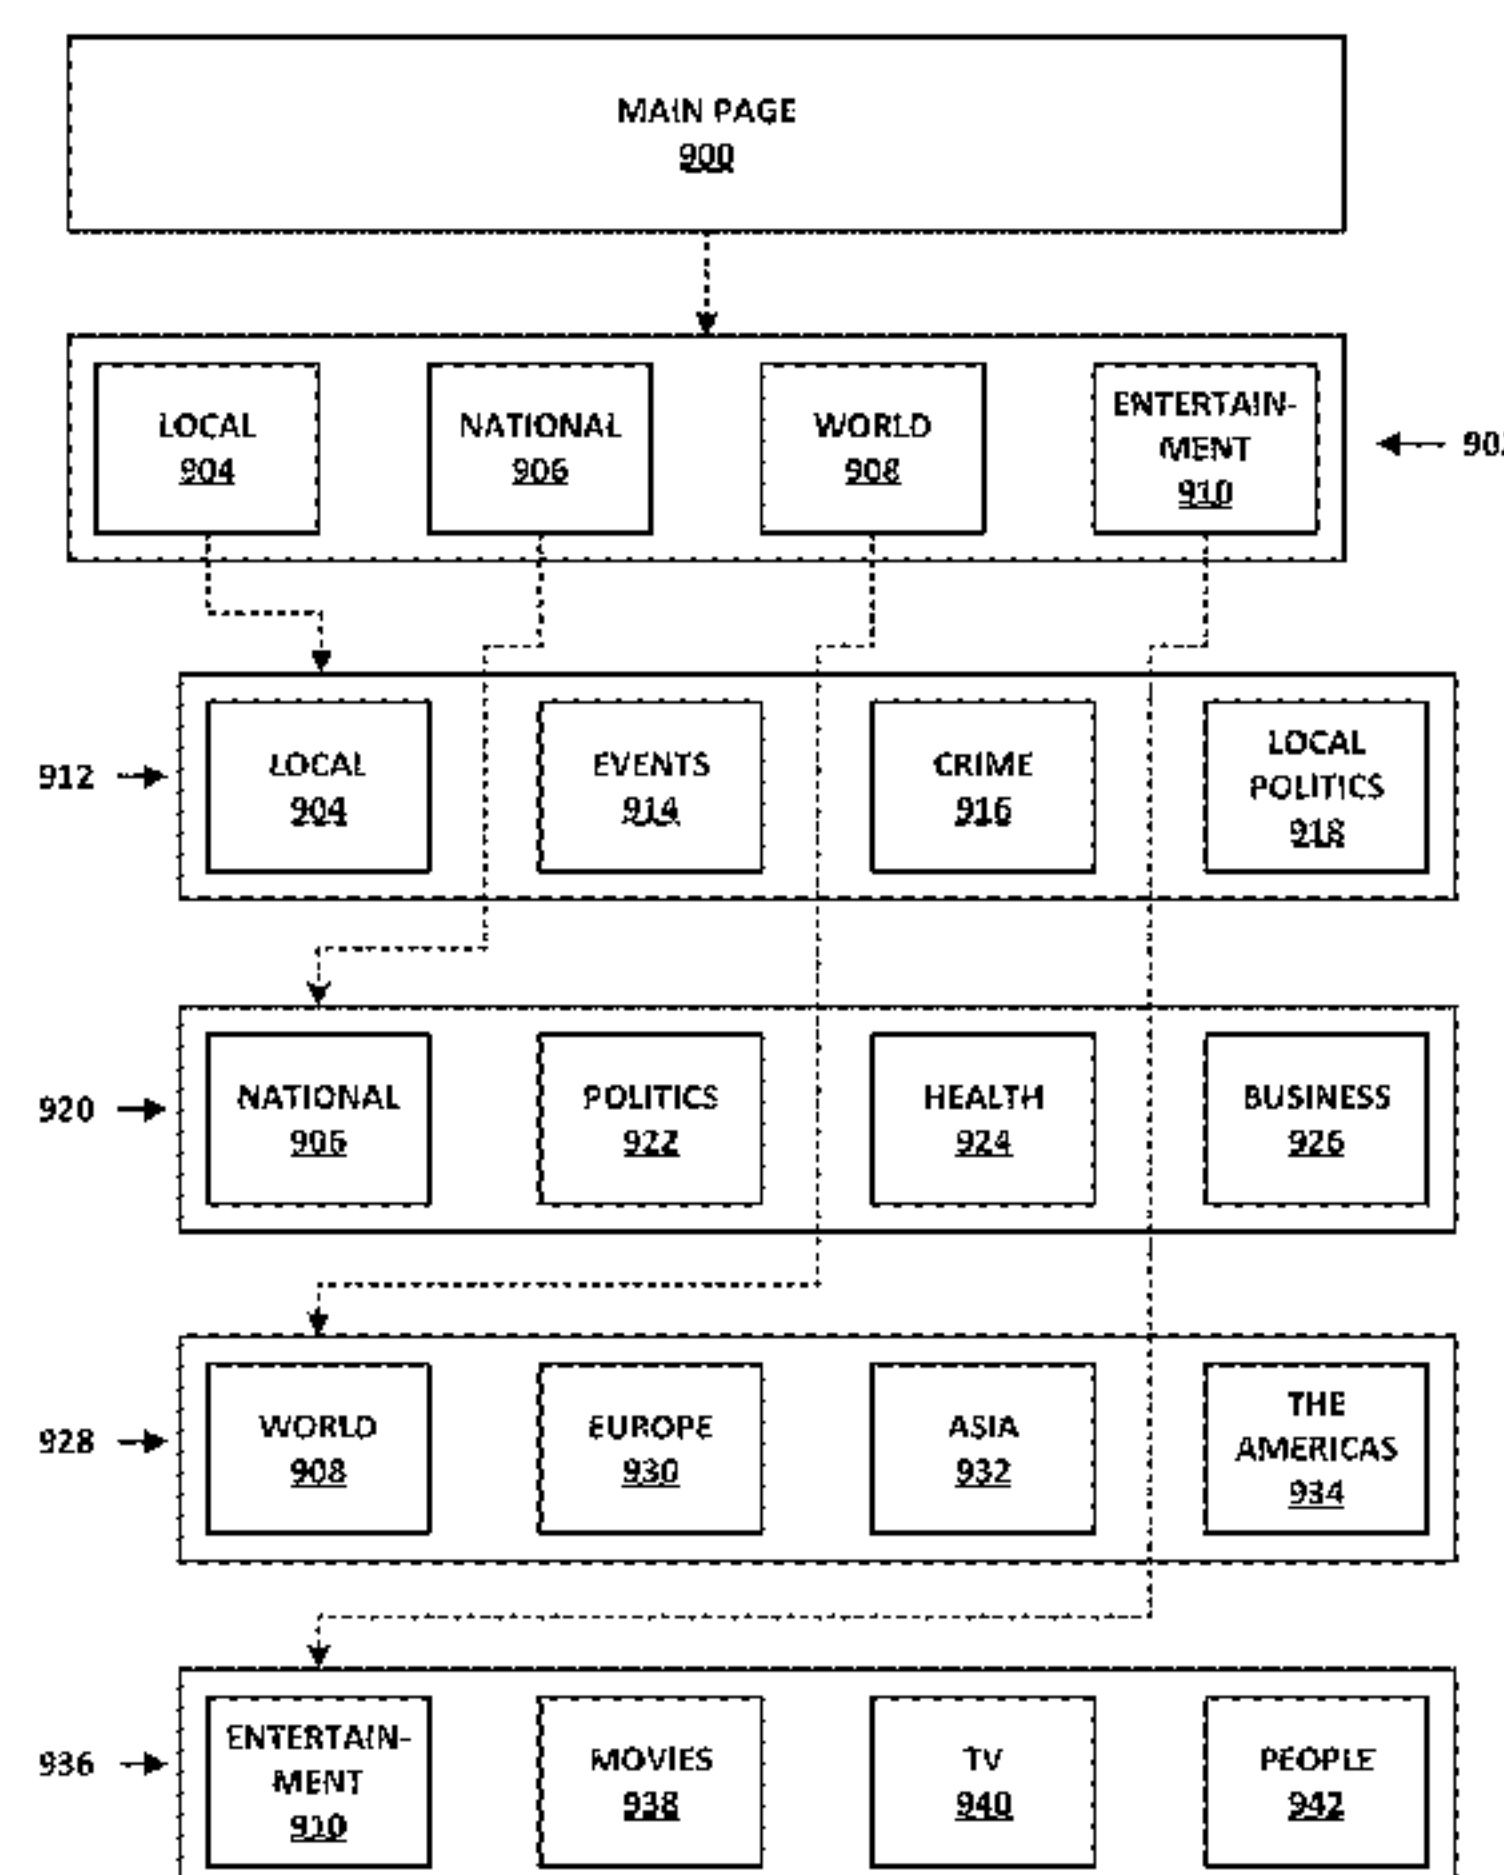 MAIN PAGE
900
LOCAL
904
NATIONAL
906
WORLD
908
ENTERTAIN-
MENT
910
912
LOCAL
904
EVENTS
914
CRIME
916
LOCAL
POLITICS
918
920
NATIONAL
906
POLITICS
922
HEALTH
924
BUSINESS
926
928
WORLD
908
EUROPE
930
ASIA
932
THE
AMERICAS
934
936
ENTERTAIN-
MENT
910
MOVIES
938
TV
940
PEOPLE
942